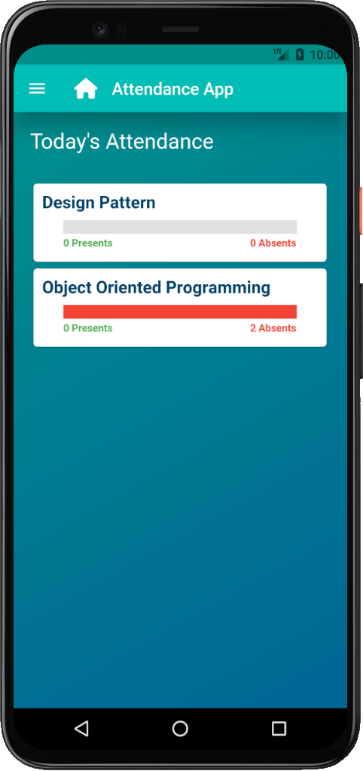 LTE 10:00
Attendance App
Today's Attendance
Design Pattern
0 Presents 0 Absents
Object Oriented Programming
0 Presents 2 Absents